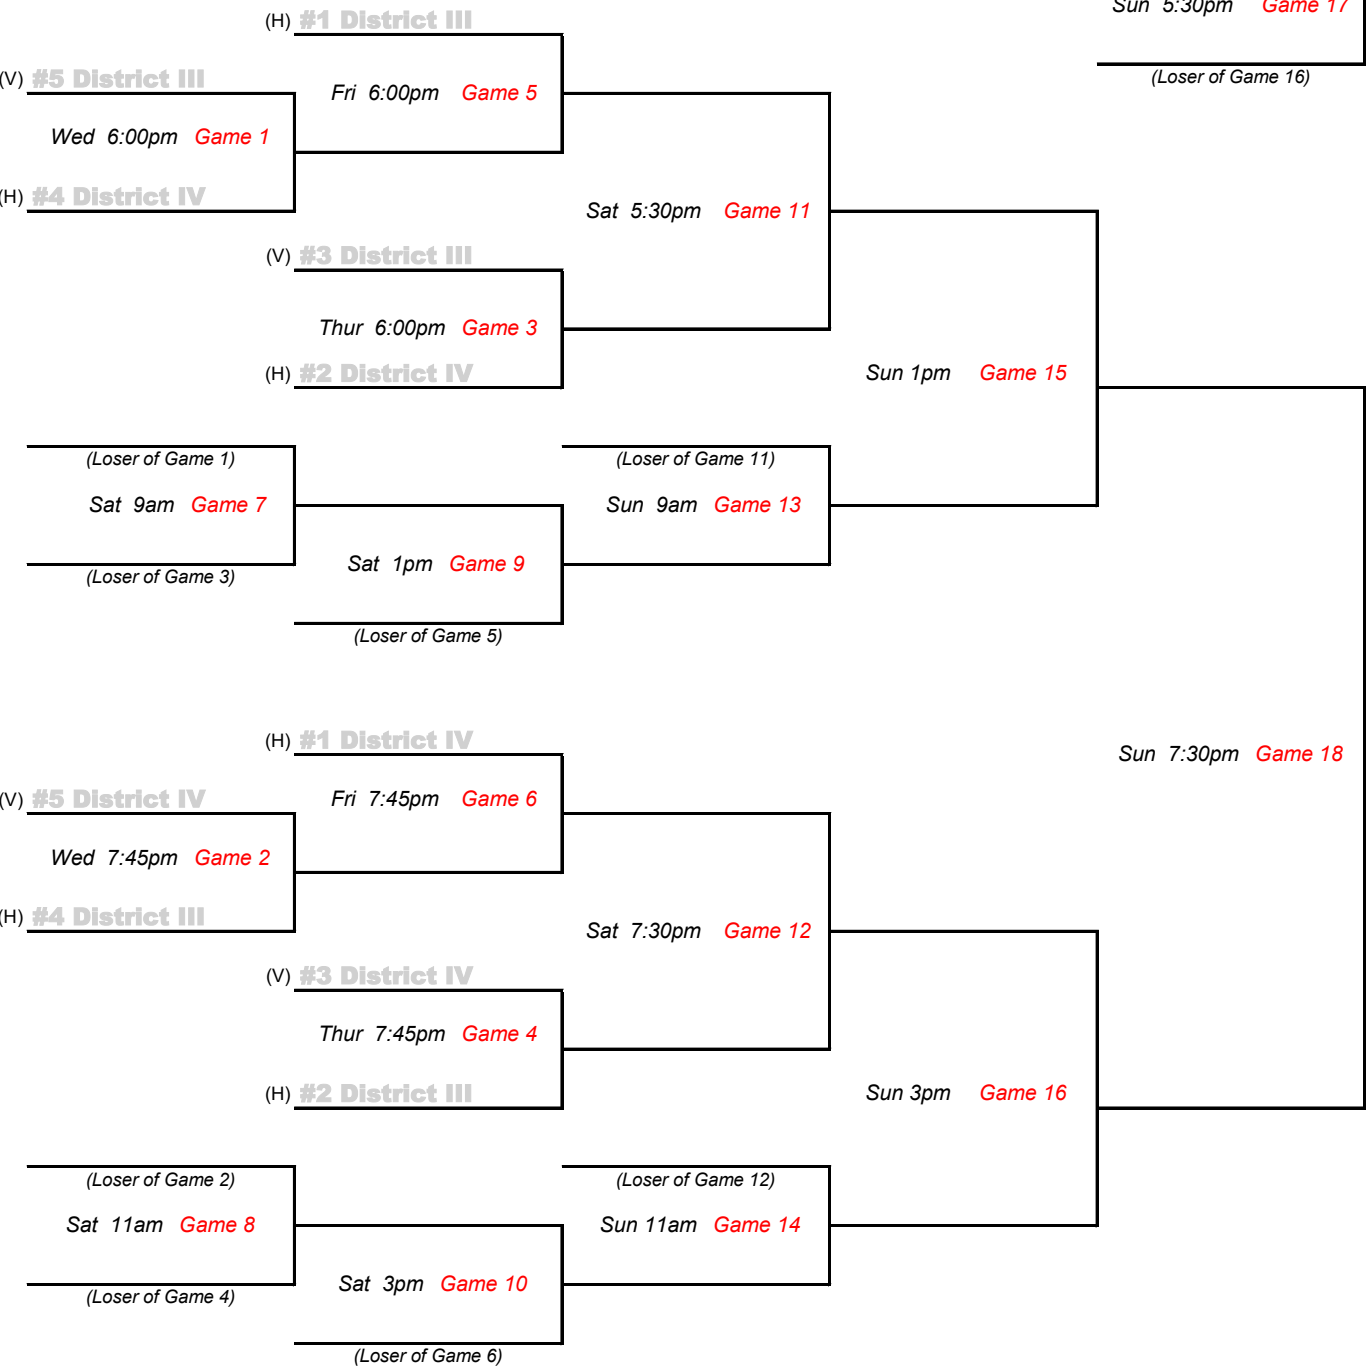 (H) #1 District III
Sun 5:30pm Game 17
(V) #5 District III
(Loser of Game 16)
Fri 6:00pm Game 5
Wed 6:00pm Game 1
(H) #4 District IV
Sat 5:30pm Game 11
(V) #3 District III
Thur 6:00pm Game 3
(H) #2 District IV
Sun 1pm Game 15
(Loser of Game 1)
(Loser of Game 11)
Sat 9am Game 7
Sun 9am Game 13
Sat 1pm Game 9
(Loser of Game 3)
(Loser of Game 5)
(H) #1 District IV
Sun 7:30pm Game 18
(V) #5 District IV
Fri 7:45pm Game 6
Wed 7:45pm Game 2
(H) #4 District III
Sat 7:30pm Game 12
(V) #3 District IV
Thur 7:45pm Game 4
(H) #2 District III
Sun 3pm Game 16
(Loser of Game 2)
(Loser of Game 12)
Sat 11am Game 8
Sun 11am Game 14
Sat 3pm Game 10
(Loser of Game 4)
(Loser of Game 6)